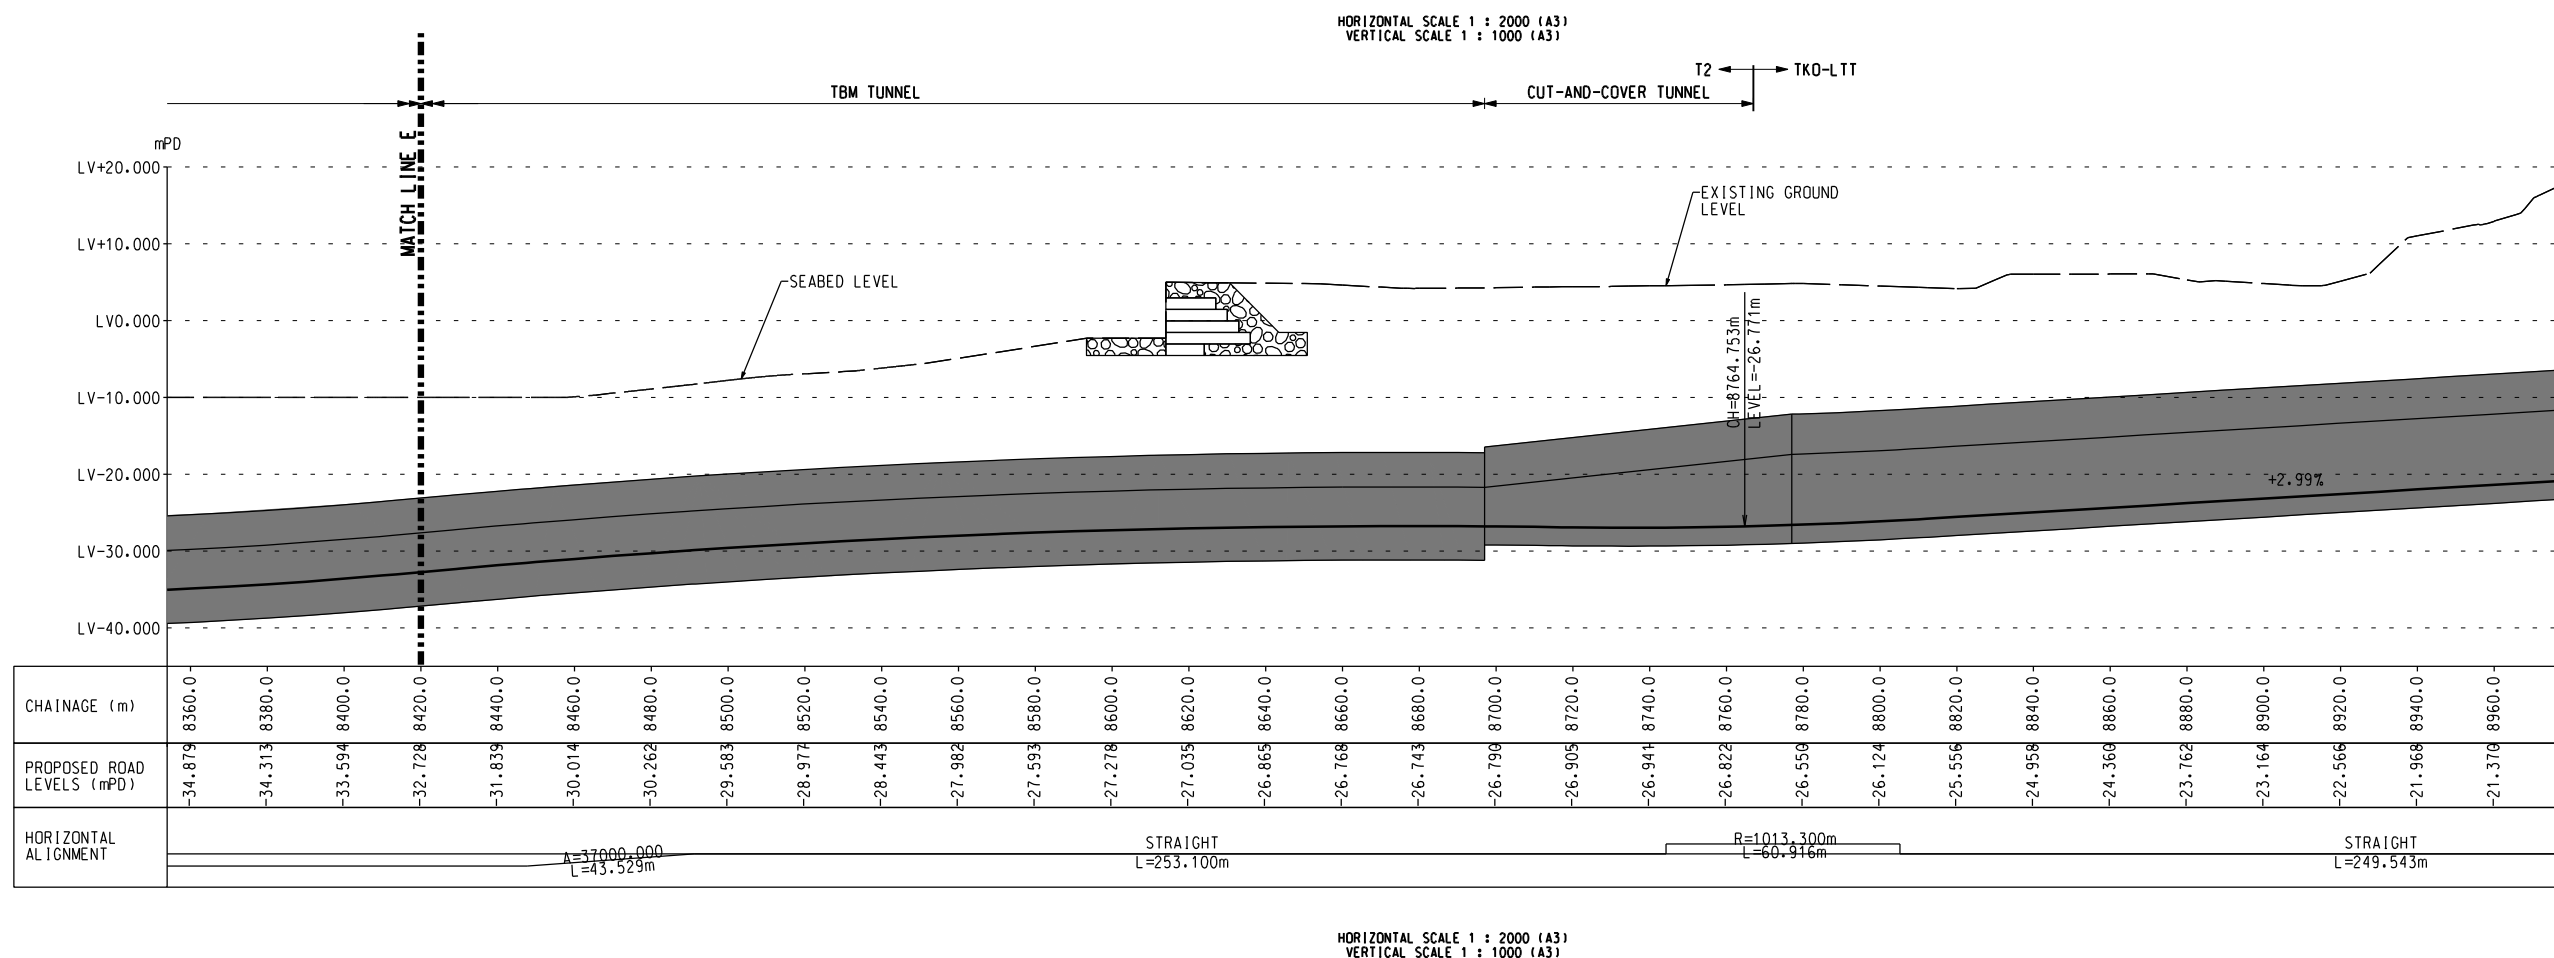 HORIZONTAL SCALE 1 : 2000 (A3)
VERTICAL SCALE 1 : 1000 (A3)
T2 TKO-LTT
TBM TUNNEL
CUT-AND-COVER TUNNEL
MATCH LINE E
mPD
LV+20.000
LV+10.000
LV0.000
LV-10.000
LV-20.000
LV-30.000
LV-40.000
SEABED LEVEL
EXISTING GROUND
LEVEL
CH=8764.753m
LEVEL=-26.771m
+2.99%
CHAINAGE (m)
8360.0 8380.0 8400.0 8420.0 8440.0 8460.0 8480.0 8500.0 8520.0 8540.0 8560.0 8580.0 8600.0 8620.0 8640.0 8660.0 8680.0 8700.0 8720.0 8740.0 8760.0 8780.0 8800.0 8820.0 8840.0 8860.0 8880.0 8900.0 8920.0 8940.0 8960.0
PROPOSED ROAD
LEVELS (mPD)
-34.879 -34.313 -33.594 -32.728 -31.839 -30.014 -30.262 -29.583 -28.977 -28.443 -27.982 -27.593 -27.278 -27.035 -26.865 -26.768 -26.743 -26.790 -26.905 -26.941 -26.822 -26.550 -26.124 -25.556 -24.958 -24.360 -23.762 -23.164 -22.566 -21.968 -21.370
HORIZONTAL
ALIGNMENT
A=37000.000
L=43.529m
STRAIGHT
L=253.100m
R=1013.300m
L=60.916m
STRAIGHT
L=249.543m
HORIZONTAL SCALE 1 : 2000 (A3)
VERTICAL SCALE 1 : 1000 (A3)